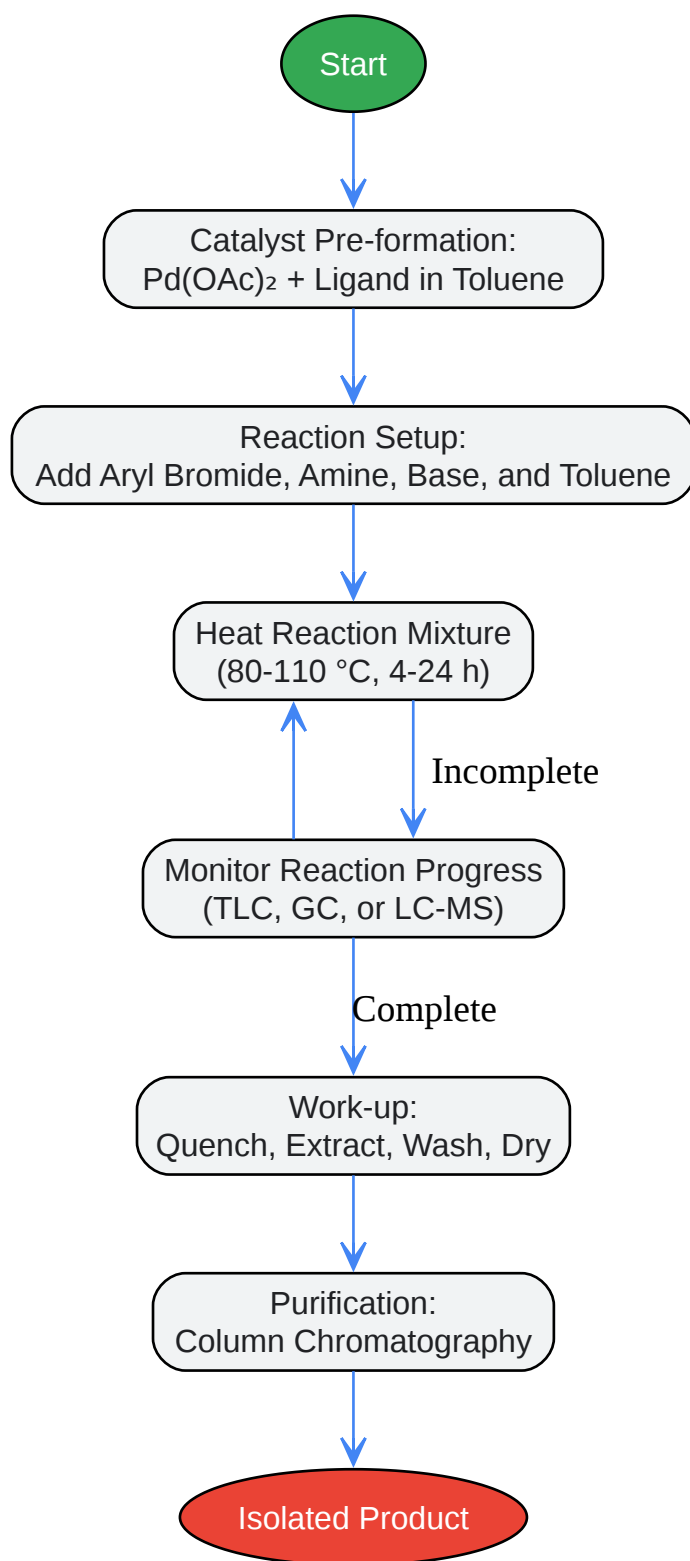 Start
Catalyst Pre-formation:
Pd(OAc)₂ + Ligand in Toluene
Reaction Setup:
Add Aryl Bromide, Amine, Base, and Toluene
Heat Reaction Mixture
(80-110 °C, 4-24 h)
Incomplete
Monitor Reaction Progress
(TLC, GC, or LC-MS)
Complete
Work-up:
Quench, Extract, Wash, Dry
Purification:
Column Chromatography
Isolated Product